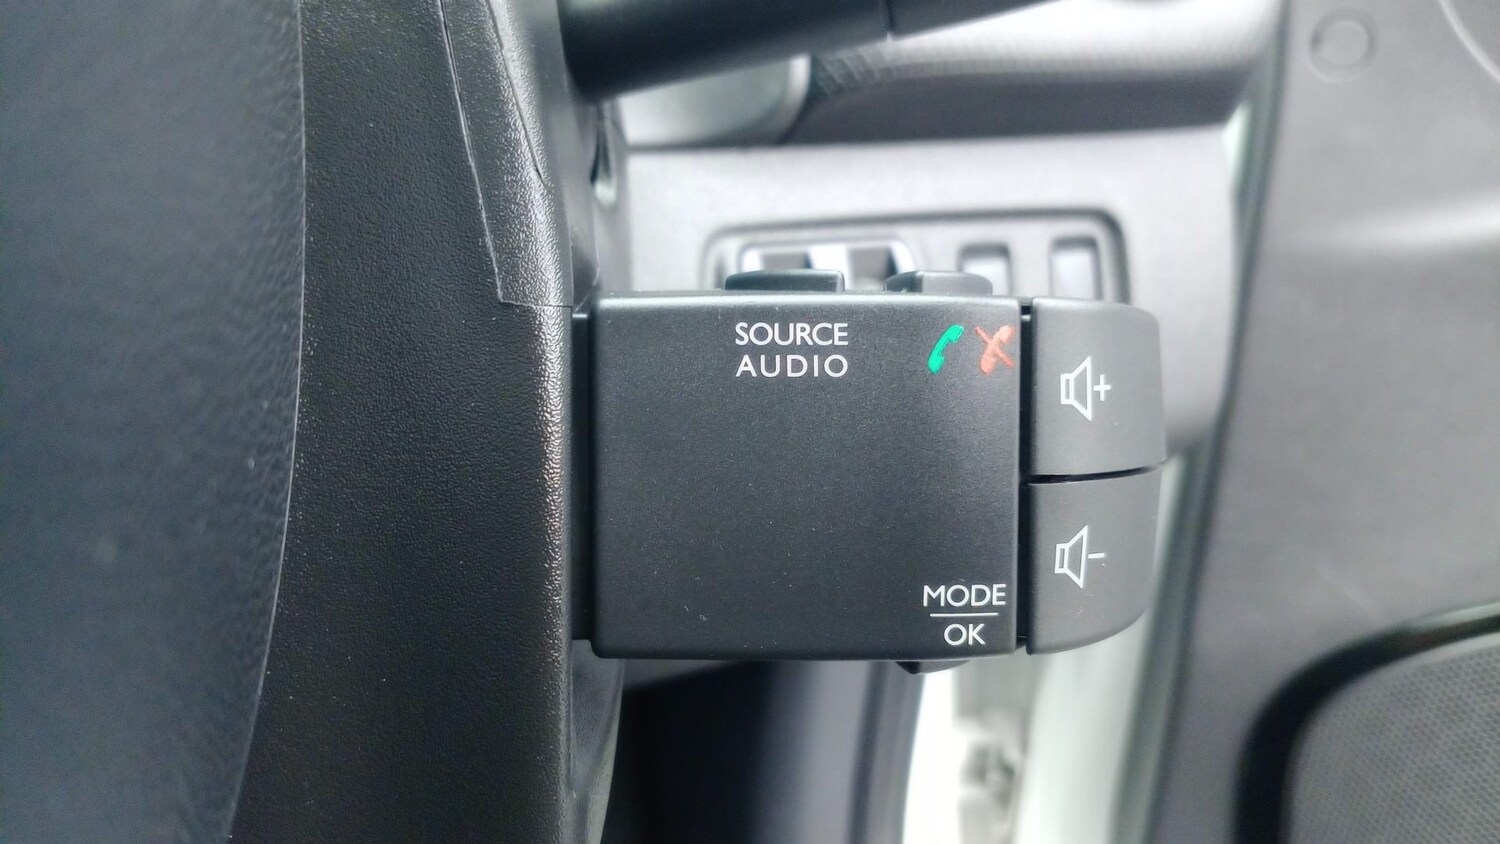 SOURCE
AUDIO
+
-
MODE
OK